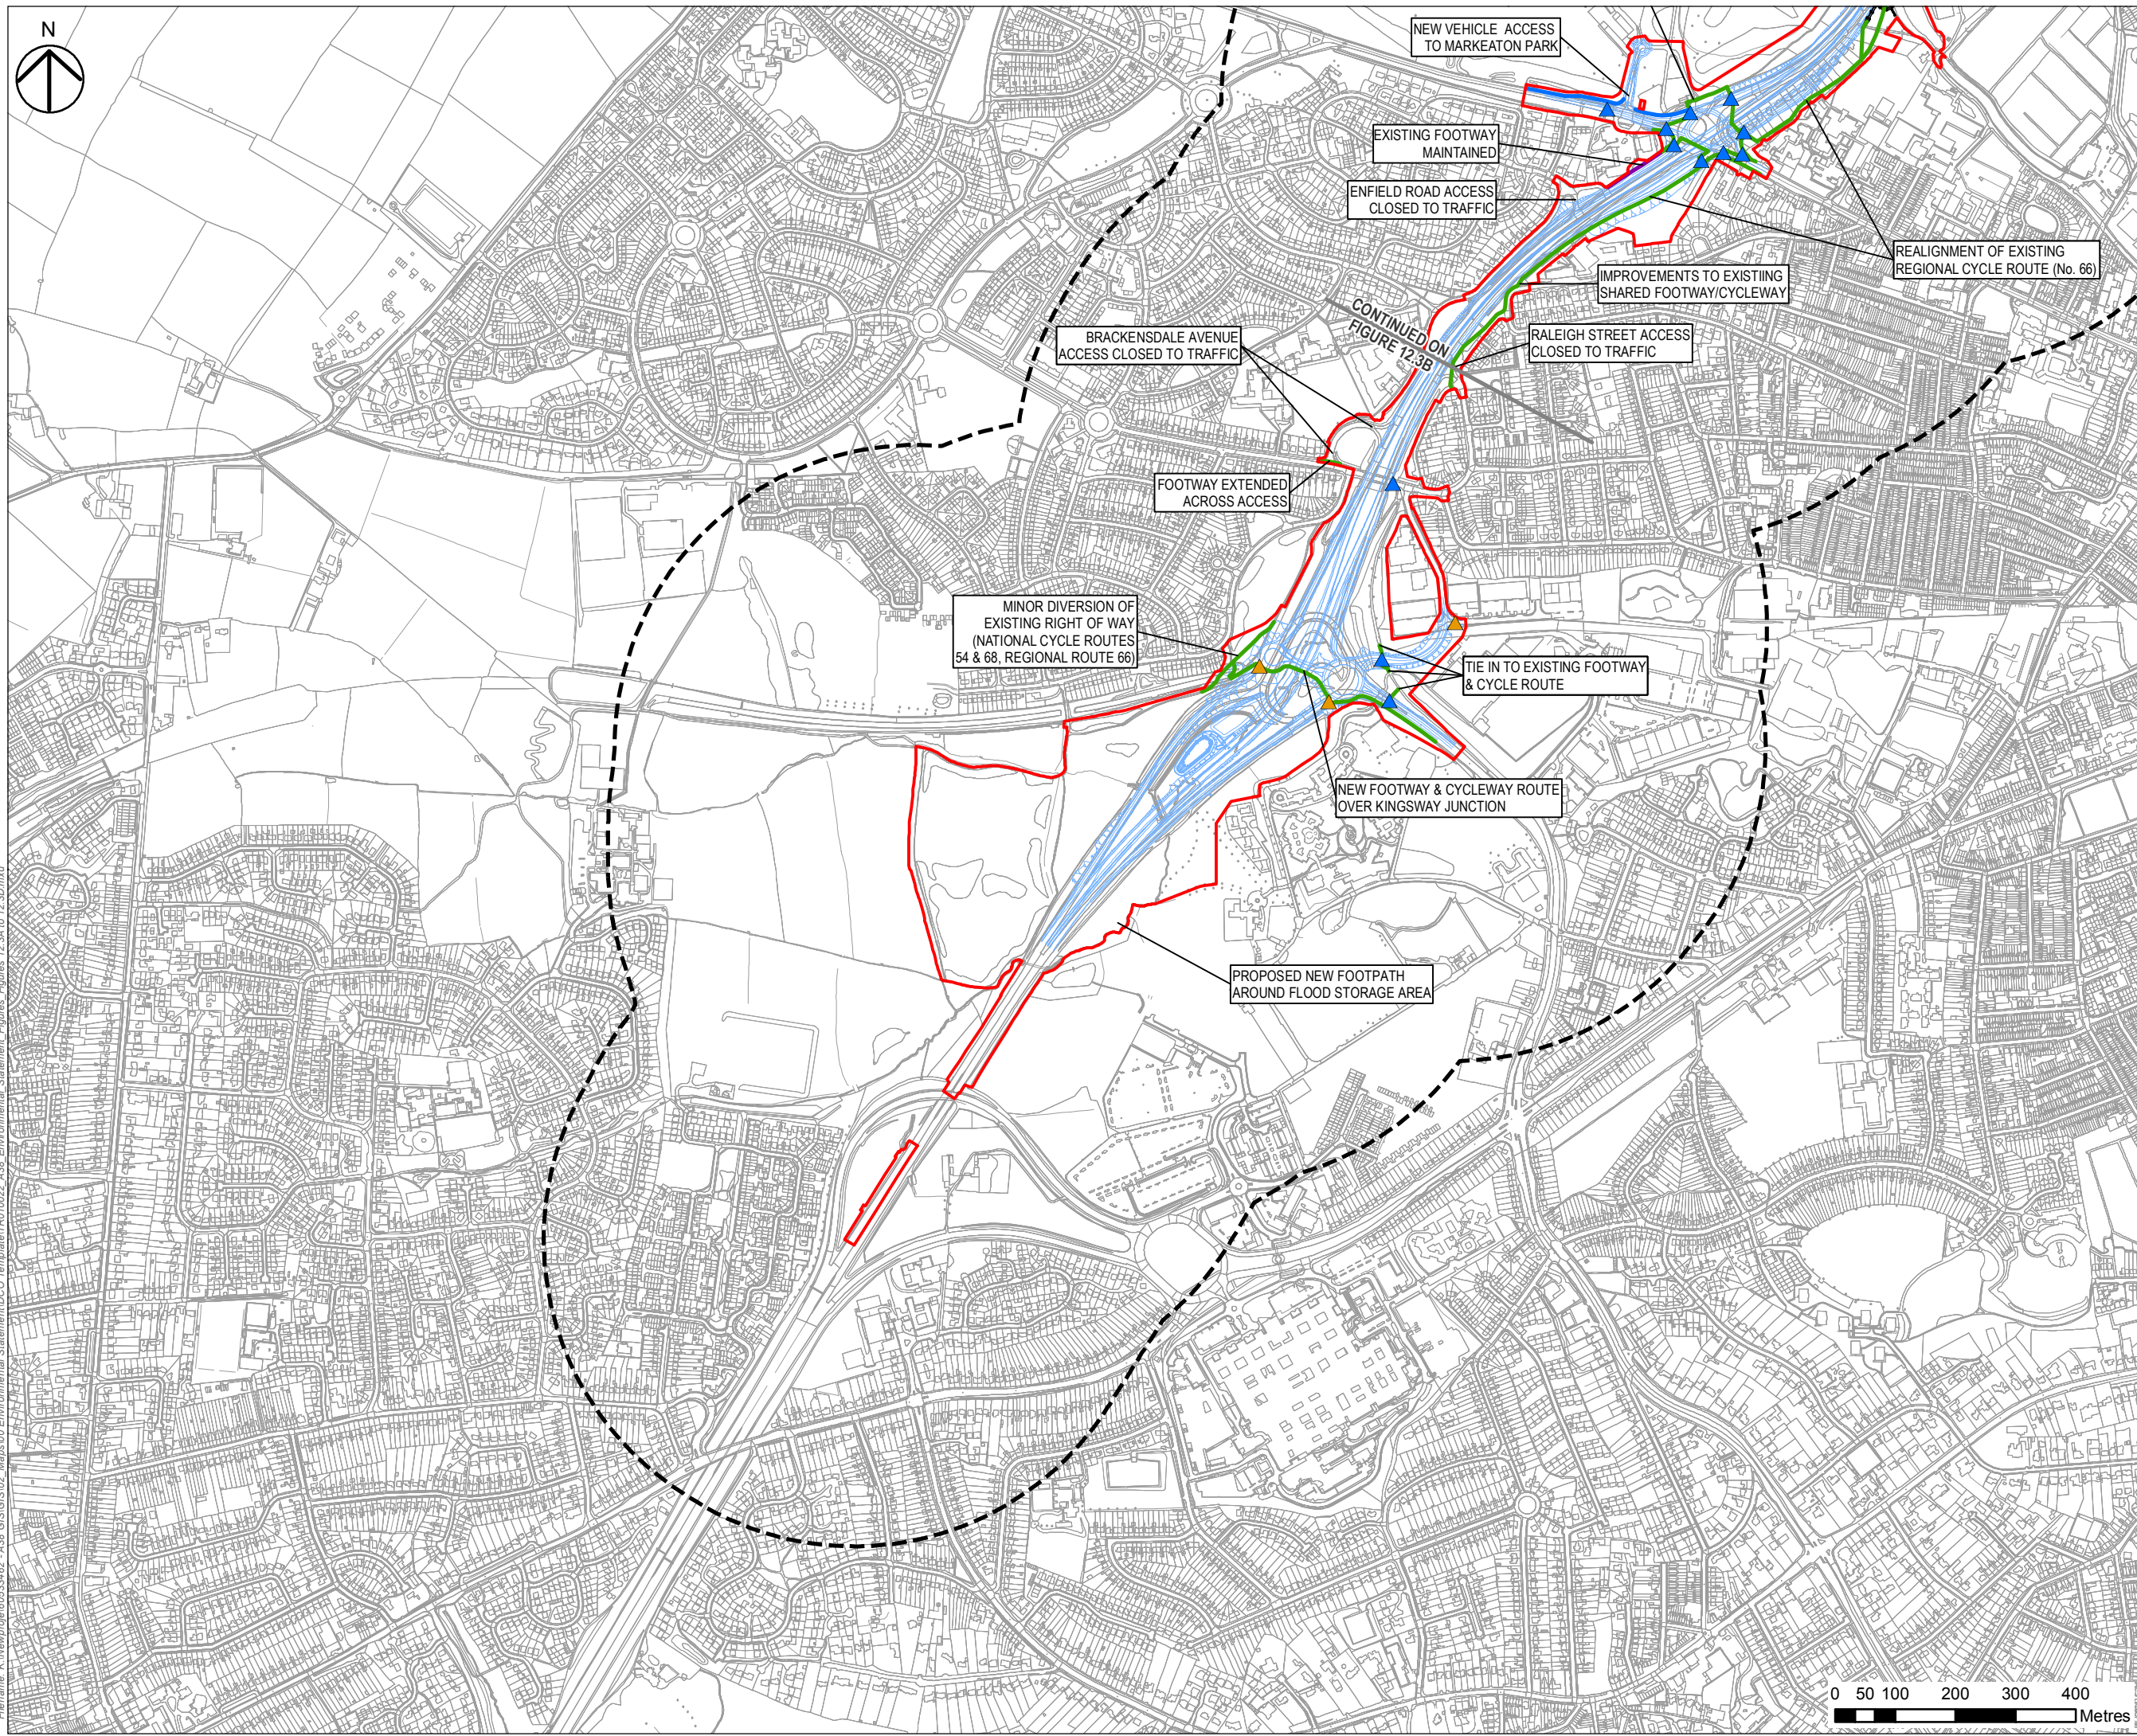 N
NEW VEHICLE ACCESS
TO MARKEATON PARK
EXISTING FOOTWAY
MAINTAINED
ENFIELD ROAD ACCESS
CLOSED TO TRAFFIC
REALIGNMENT OF EXISTING
REGIONAL CYCLE ROUTE (No. 66)
IMPROVEMENTS TO EXISTING
SHARED FOOTWAY/CYCLEWAY
CONTINUED ON
FIGURE 12.3B
BRACKENSDALE AVENUE
ACCESS CLOSED TO TRAFFIC
RALEIGH STREET ACCESS
CLOSED TO TRAFFIC
FOOTWAY EXTENDED
ACROSS ACCESS
MINOR DIVERSION OF
EXISTING RIGHT OF WAY
(NATIONAL CYCLE ROUTES
54 & 68, REGIONAL ROUTE 66)
TIE IN TO EXISTING FOOTWAY
& CYCLE ROUTE
NEW FOOTWAY & CYCLEWAY ROUTE
OVER KINGSWAY JUNCTION
PROPOSED NEW FOOTPATH
AROUND FLOOD STORAGE AREA
0 50 100 200 300 400
Metres